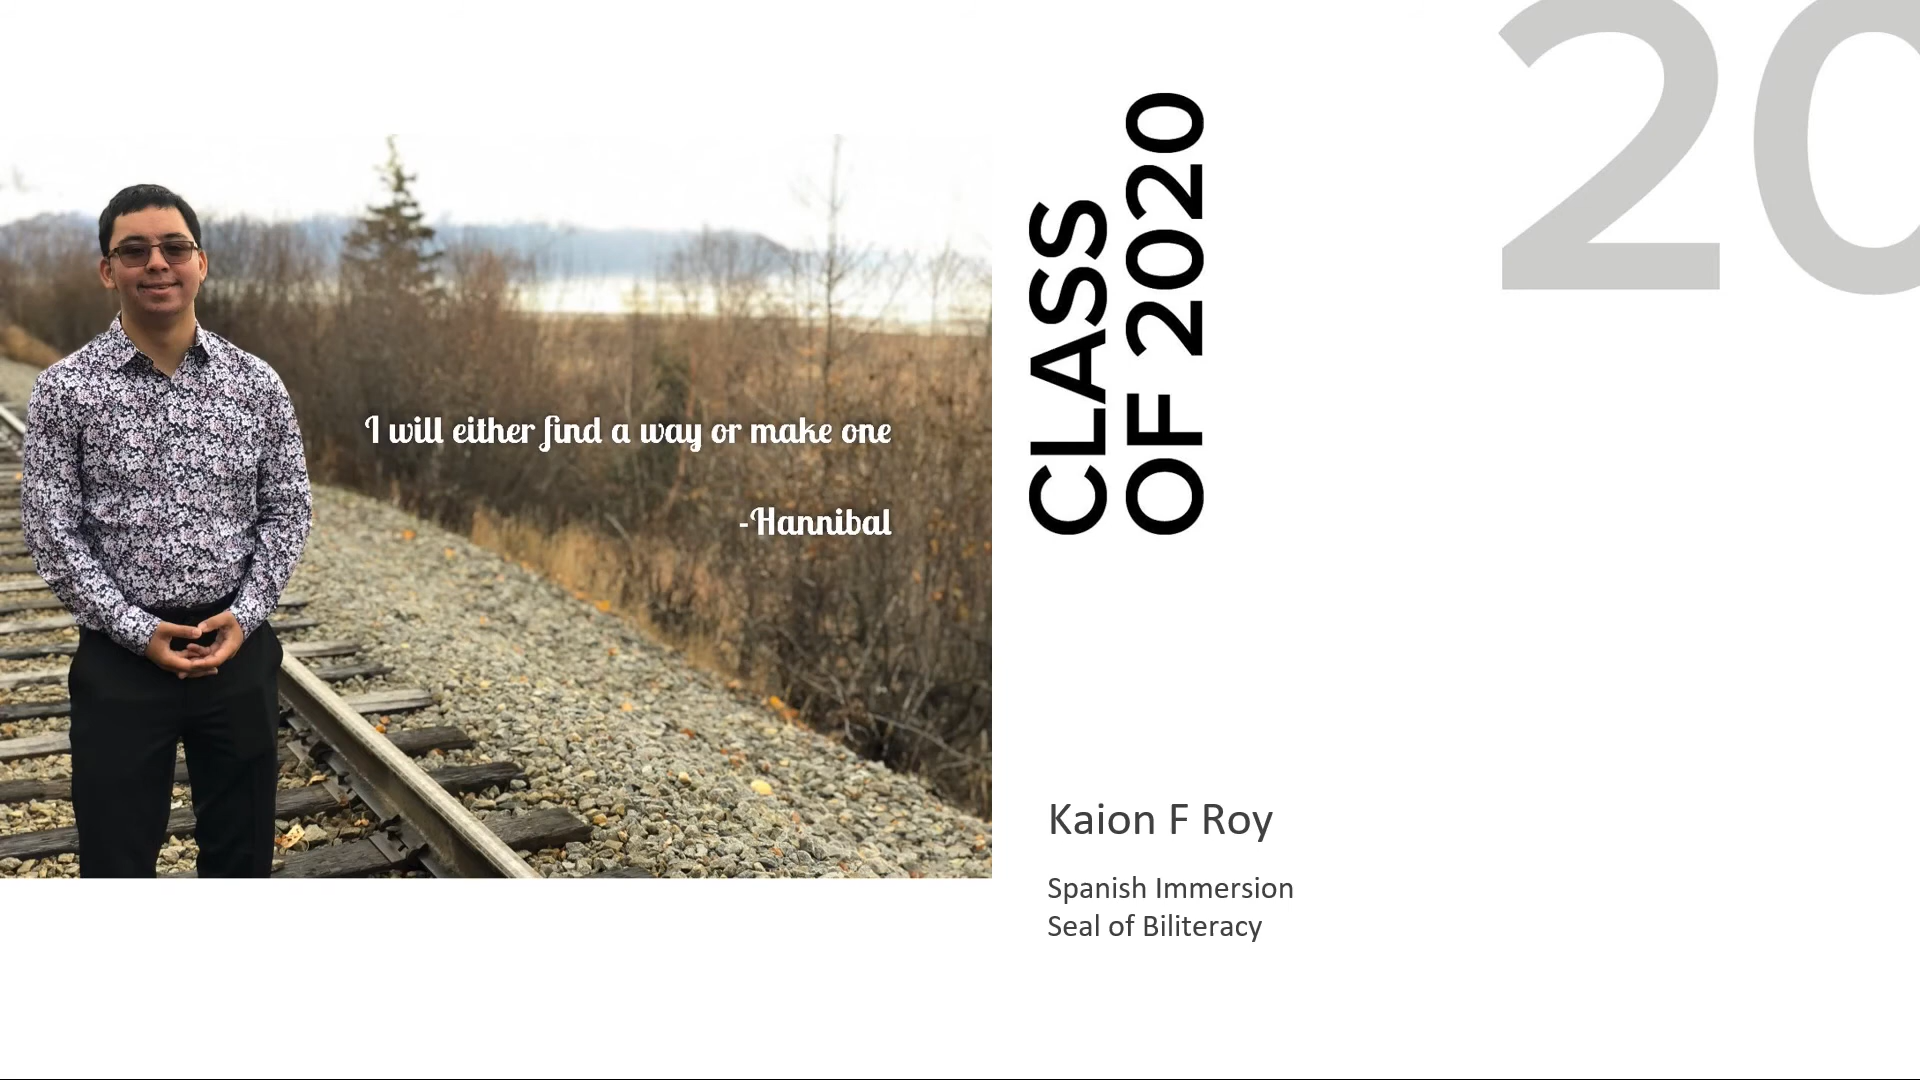 I will either find a way or make one
-Hannibal
CLASS
OF 2020
20
Kaion F Roy
Spanish Immersion
Seal of Biliteracy